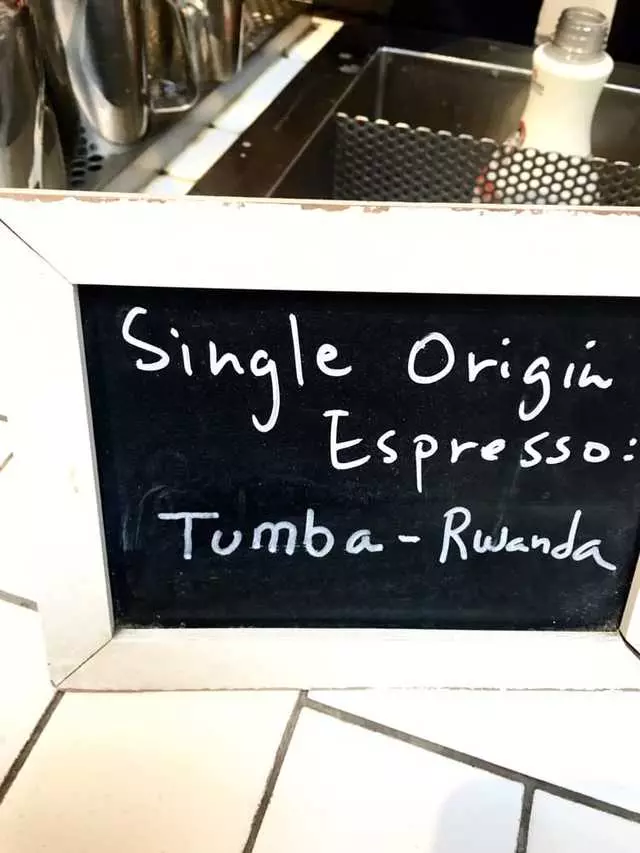 Single Origin
Espresso:
Tumba - Rwanda